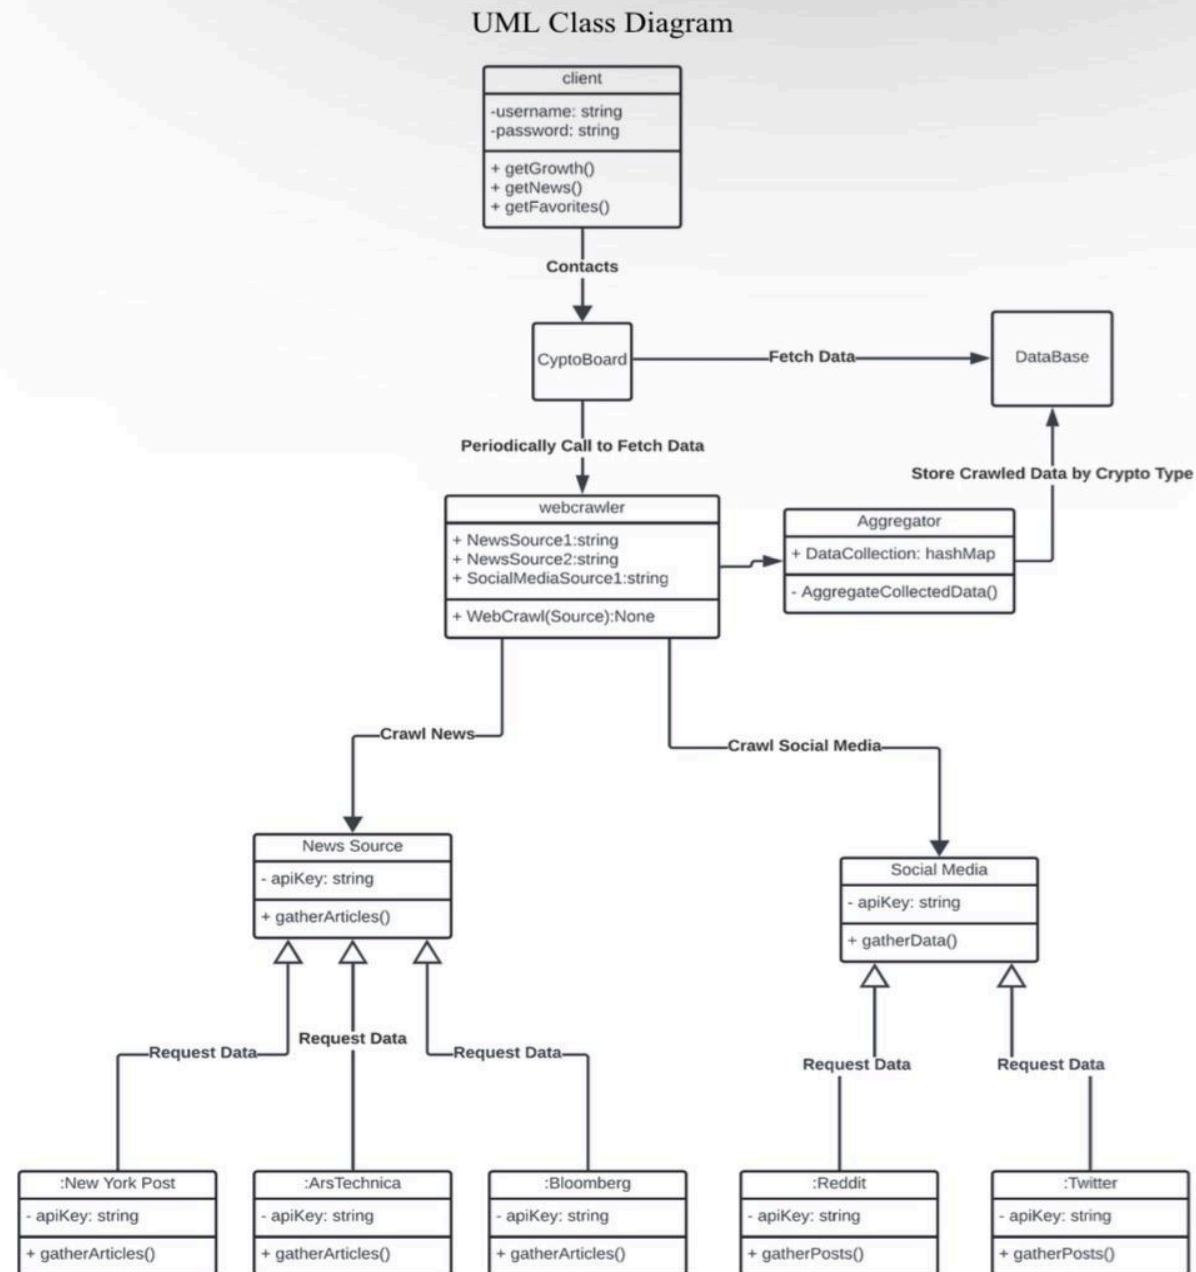 UML Class Diagram
client
-username: string
-password: string
+ getGrowth()
+ getNews()
+ getFavorites()
Contacts
CyptoBoard
Fetch Data
DataBase
Periodically Call to Fetch Data
Store Crawled Data by Crypto Type
webcrawler
+ NewsSource1:string
+ NewsSource2:string
+ SocialMediaSource1:string
+ WebCrawl(Source):None
Aggregator
+ DataCollection: hashMap
- AggregateCollectedData()
Crawl News
Crawl Social Media
News Source
- apiKey: string
+ gatherArticles()
Social Media
- apiKey: string
+ gatherData()
Request Data
Request Data
Request Data
Request Data
Request Data
:New York Post
- apiKey: string
+ gatherArticles()
:ArsTechnica
- apiKey: string
+ gatherArticles()
:Bloomberg
- apiKey: string
+ gatherArticles()
:Reddit
- apiKey: string
+ gatherPosts()
:Twitter
- apiKey: string
+ gatherPosts()